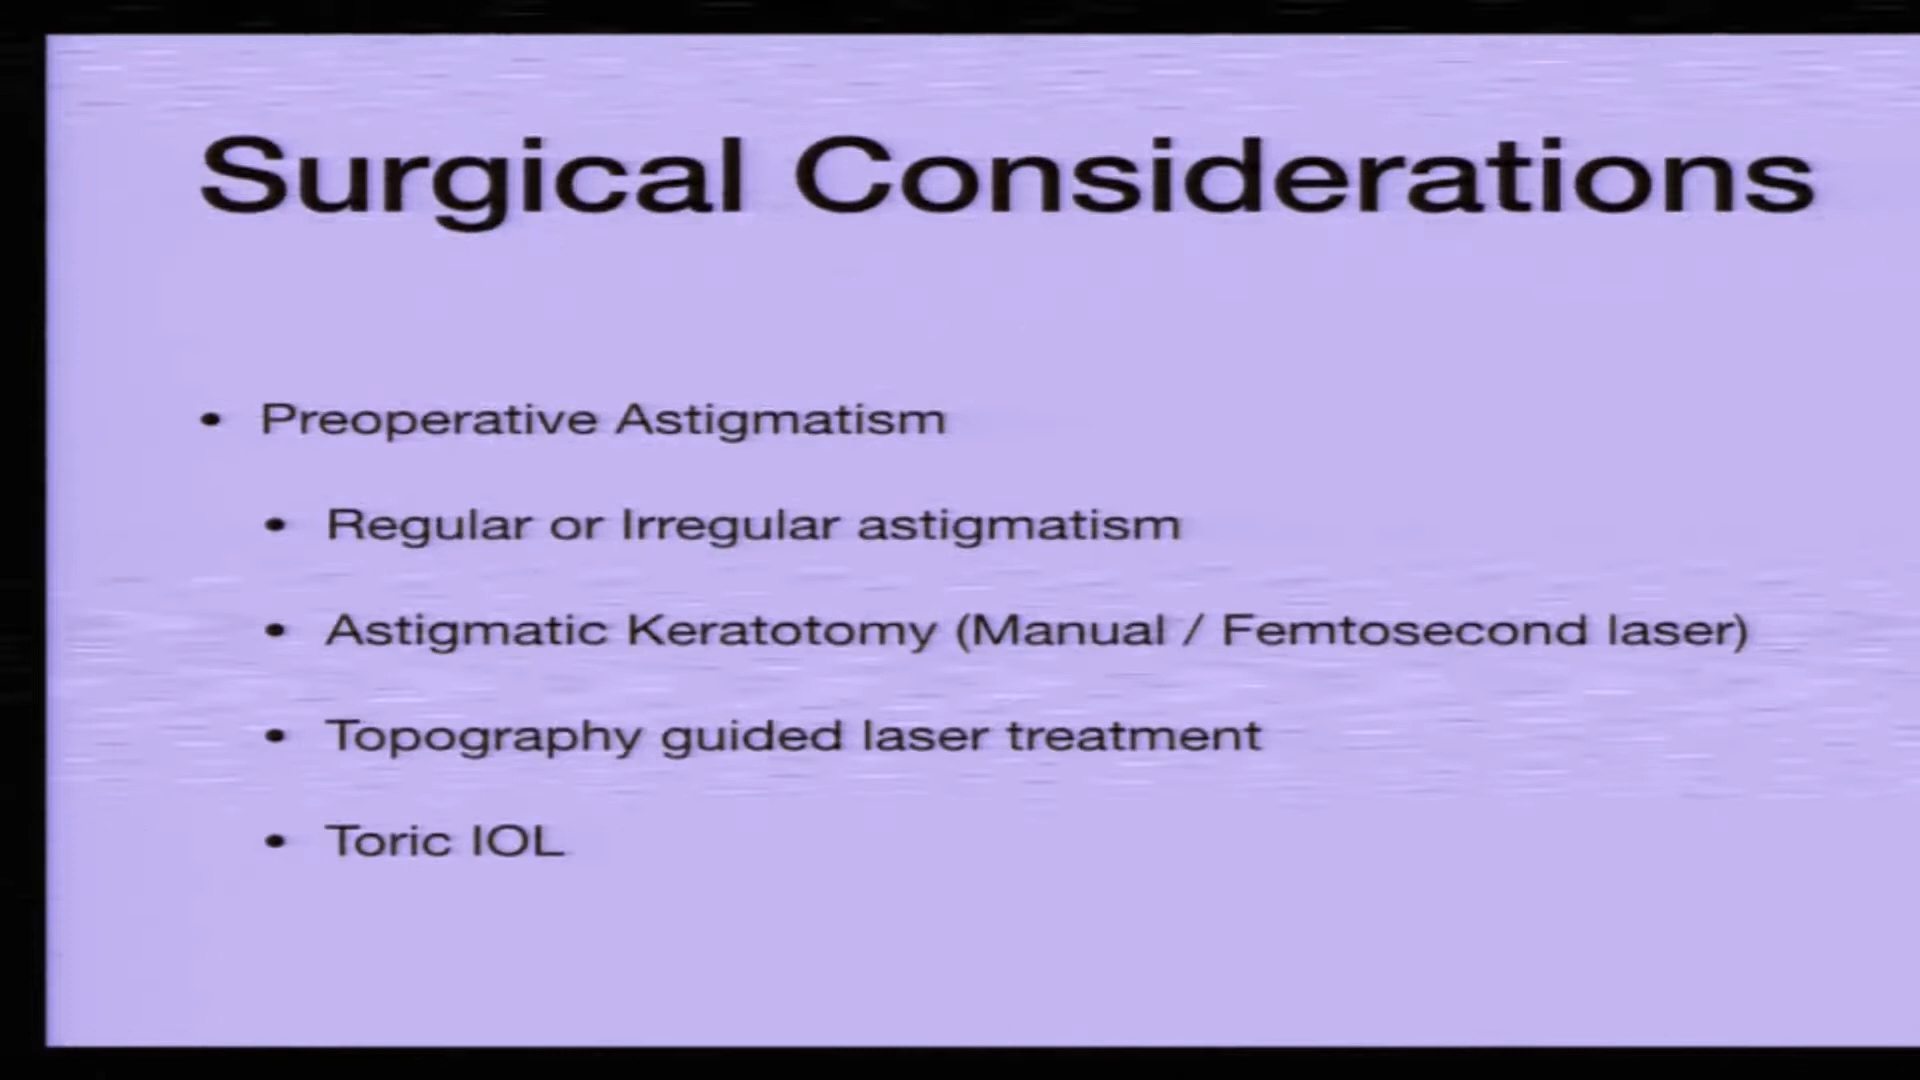 Surgical Considerations
• Preoperative Astigmatism
• Regular or Irregular astigmatism
• Astigmatic Keratotomy (Manual / Femtosecond laser)
• Topography guided laser treatment
• Toric IOL